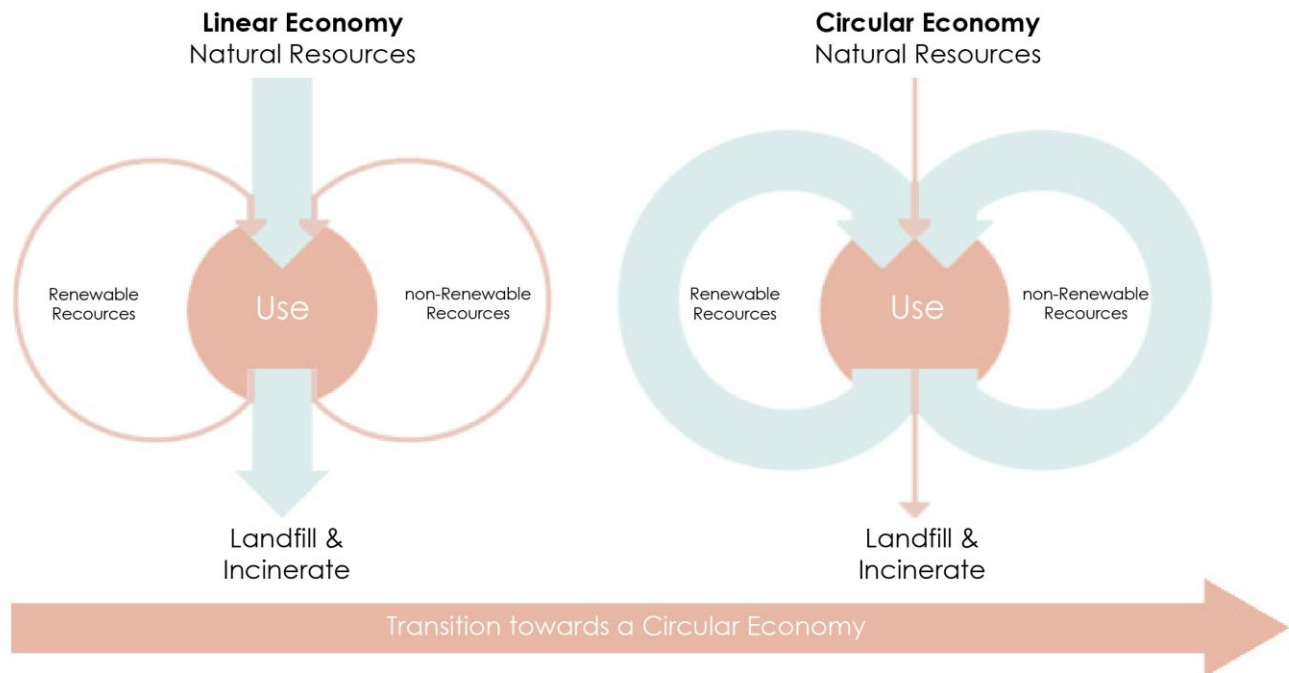 Linear Economy
Natural Resources
Renewable
Recources
Use
non-Renewable
Recources
Landfill &
Incinerate
Circular Economy
Natural Resources
Renewable
Recources
Use
non-Renewable
Recources
Landfill &
Incinerate
Transition towards a Circular Economy